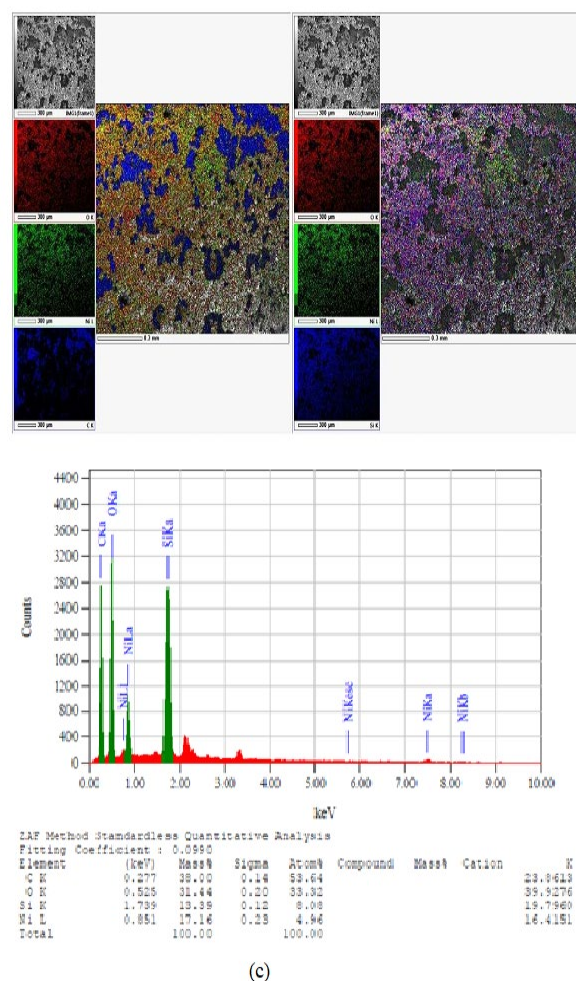 300 μm IMG1(frame1)
300 μm O K
300 μm Ni L
300 μm C K
0.3 mm
300 μm IMG1(frame1)
300 μm O K
300 μm Ni L
300 μm Si K
0.3 mm
4400
4000
3600
3200
2800
2400
2000
1600
1200
800
400
0
Counts
CKa
OKa
NiLa
SiKa
NiKesc
NiKa
NiKb
0.00 1.00 2.00 3.00 4.00 5.00 6.00 7.00 8.00 9.00 10.00
keV
ZAF Method Standardless Quantitative Analysis
Fitting Coefficient : 0.0990
Element (keV) Mass% Sigma Atom% Compound Mass% Cation K
C K 0.277 38.00 0.14 53.64 23.8613
O K 0.525 31.44 0.20 33.32 39.9276
Si K 1.739 13.39 0.12 8.08 19.7960
Ni L 0.851 17.16 0.23 4.96 16.4151
Total 100.00 100.00
(c)